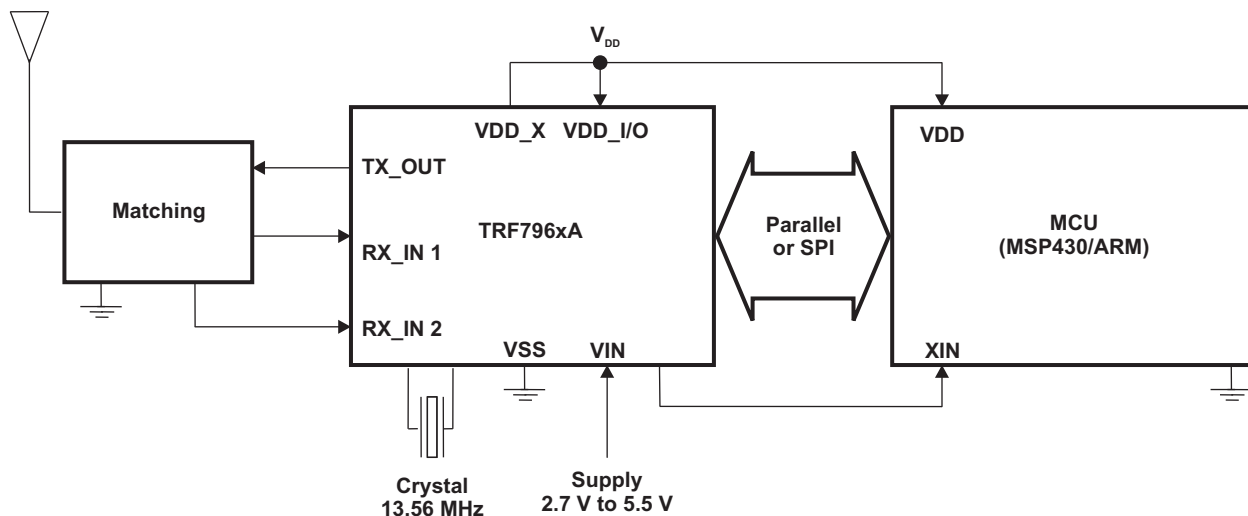 V_DD
VDD_X
VDD_I/O
VDD
TX_OUT
Matching
RX_IN 1
TRF796xA
Parallel
or SPI
MCU
(MSP430/ARM)
RX_IN 2
VSS
VIN
XIN
Crystal
13.56 MHz
Supply
2.7 V to 5.5 V